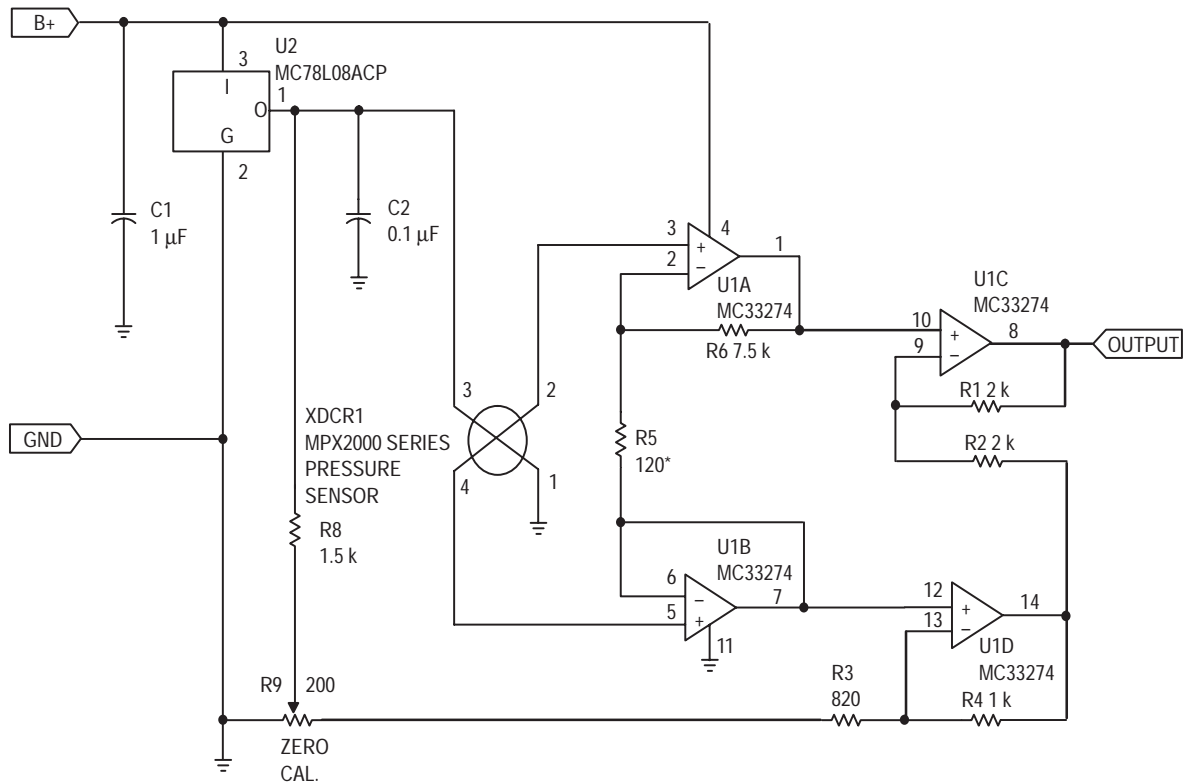 B+
U2
MC78L08ACP
3
I
1
O
G
2
C1
1 μF
C2
0.1 μF
3
4
1
+
2
−
U1A
MC33274
R6 7.5 k
U1C
MC33274
10
+
8
9
−
OUTPUT
R1 2 k
R2 2 k
3
2
XDCR1
MPX2000 SERIES
PRESSURE
SENSOR
4
1
GND
R5
120*
R8
1.5 k
U1B
MC33274
6
−
7
5
+
11
12
+
14
13
−
U1D
MC33274
R9
200
R3
820
R4 1 k
ZERO
CAL.